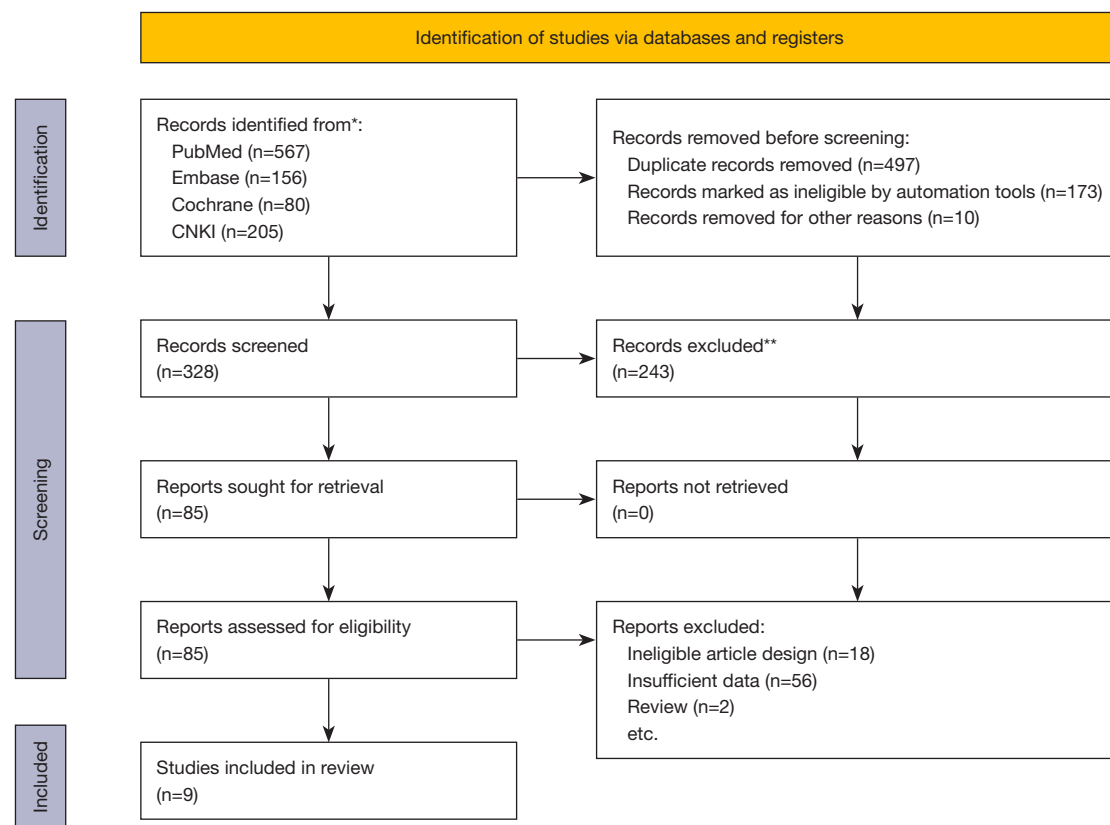 Identification of studies via databases and registers
Identification
Records identified from*:
PubMed (n=567)
Embase (n=156)
Cochrane (n=80)
CNKI (n=205)
Records removed before screening:
Duplicate records removed (n=497)
Records marked as ineligible by automation tools (n=173)
Records removed for other reasons (n=10)
Screening
Records screened
(n=328)
Records excluded**
(n=243)
Reports sought for retrieval
(n=85)
Reports not retrieved
(n=0)
Reports assessed for eligibility
(n=85)
Reports excluded:
Ineligible article design (n=18)
Insufficient data (n=56)
Review (n=2)
etc.
Included
Studies included in review
(n=9)